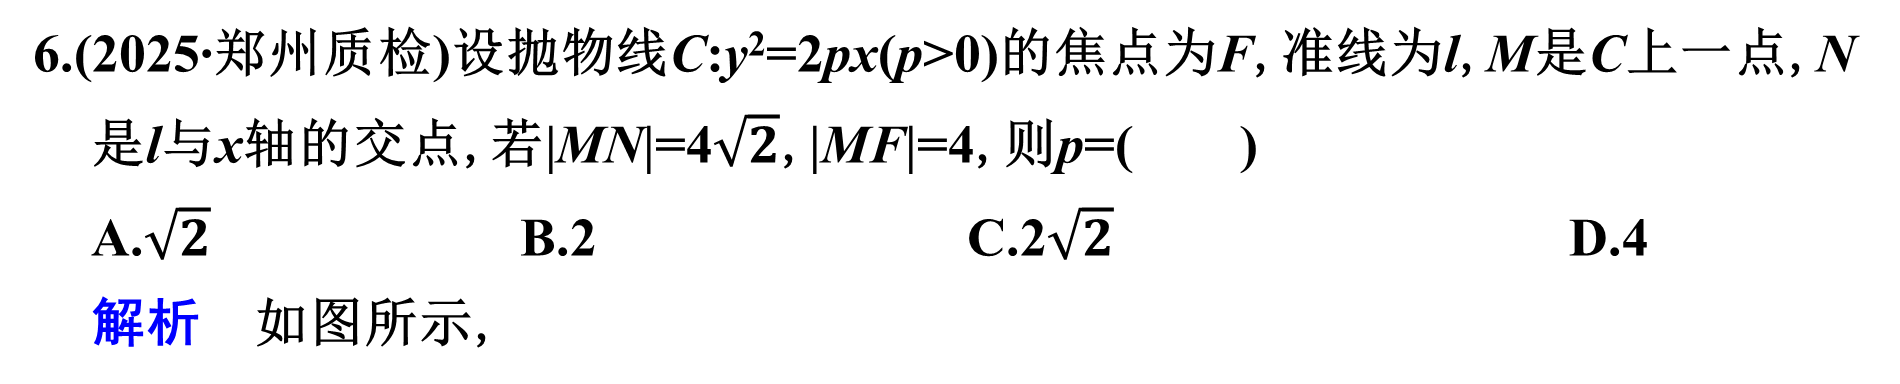 6.(2025·郑州质检)设抛物线C:y²=2px(p>0)的焦点为F, 准线为l, M是C上一点, N
是l与x轴的交点, 若|MN|=4√2, |MF|=4, 则p=(　　)
A.√2　B.2　C.2√2　D.4
解析　如图所示,